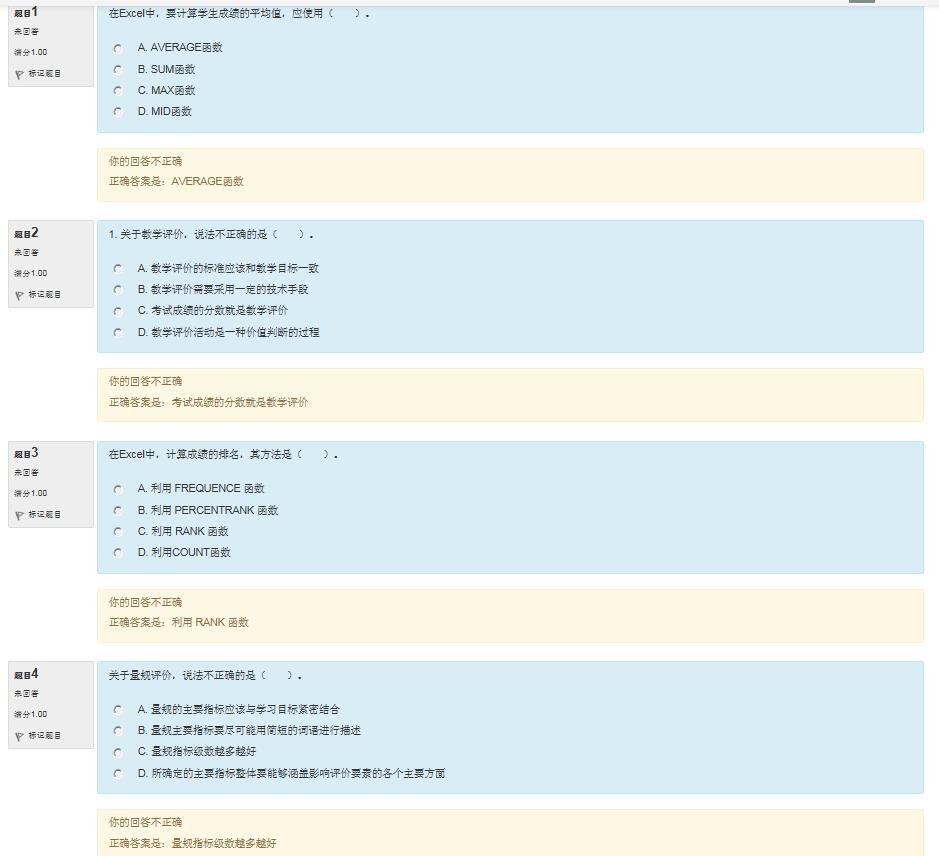 题目1
未回答
满分1.00
标记题目
在Excel中，要计算学生成绩的平均值，应使用（　　）。
A. AVERAGE函数
B. SUM函数
C. MAX函数
D. MID函数
你的回答不正确
正确答案是：AVERAGE函数
题目2
未回答
满分1.00
标记题目
1. 关于教学评价，说法不正确的是（　　）。
A. 教学评价的标准应该和教学目标一致
B. 教学评价需要采用一定的技术手段
C. 考试成绩的分数就是教学评价
D. 教学评价活动是一种价值判断的过程
你的回答不正确
正确答案是：考试成绩的分数就是教学评价
题目3
未回答
满分1.00
标记题目
在Excel中，计算成绩的排名，其方法是（　　）。
A. 利用 FREQUENCE 函数
B. 利用 PERCENTRANK 函数
C. 利用 RANK 函数
D. 利用COUNT函数
你的回答不正确
正确答案是：利用 RANK 函数
题目4
未回答
满分1.00
标记题目
关于量规评价，说法不正确的是（　　）。
A. 量规的主要指标应该与学习目标紧密结合
B. 量规主要指标要尽可能用简短的词语进行描述
C. 量规指标级数越多越好
D. 所确定的主要指标整体要能够涵盖影响评价要素的各个主要方面
你的回答不正确
正确答案是：量规指标级数越多越好